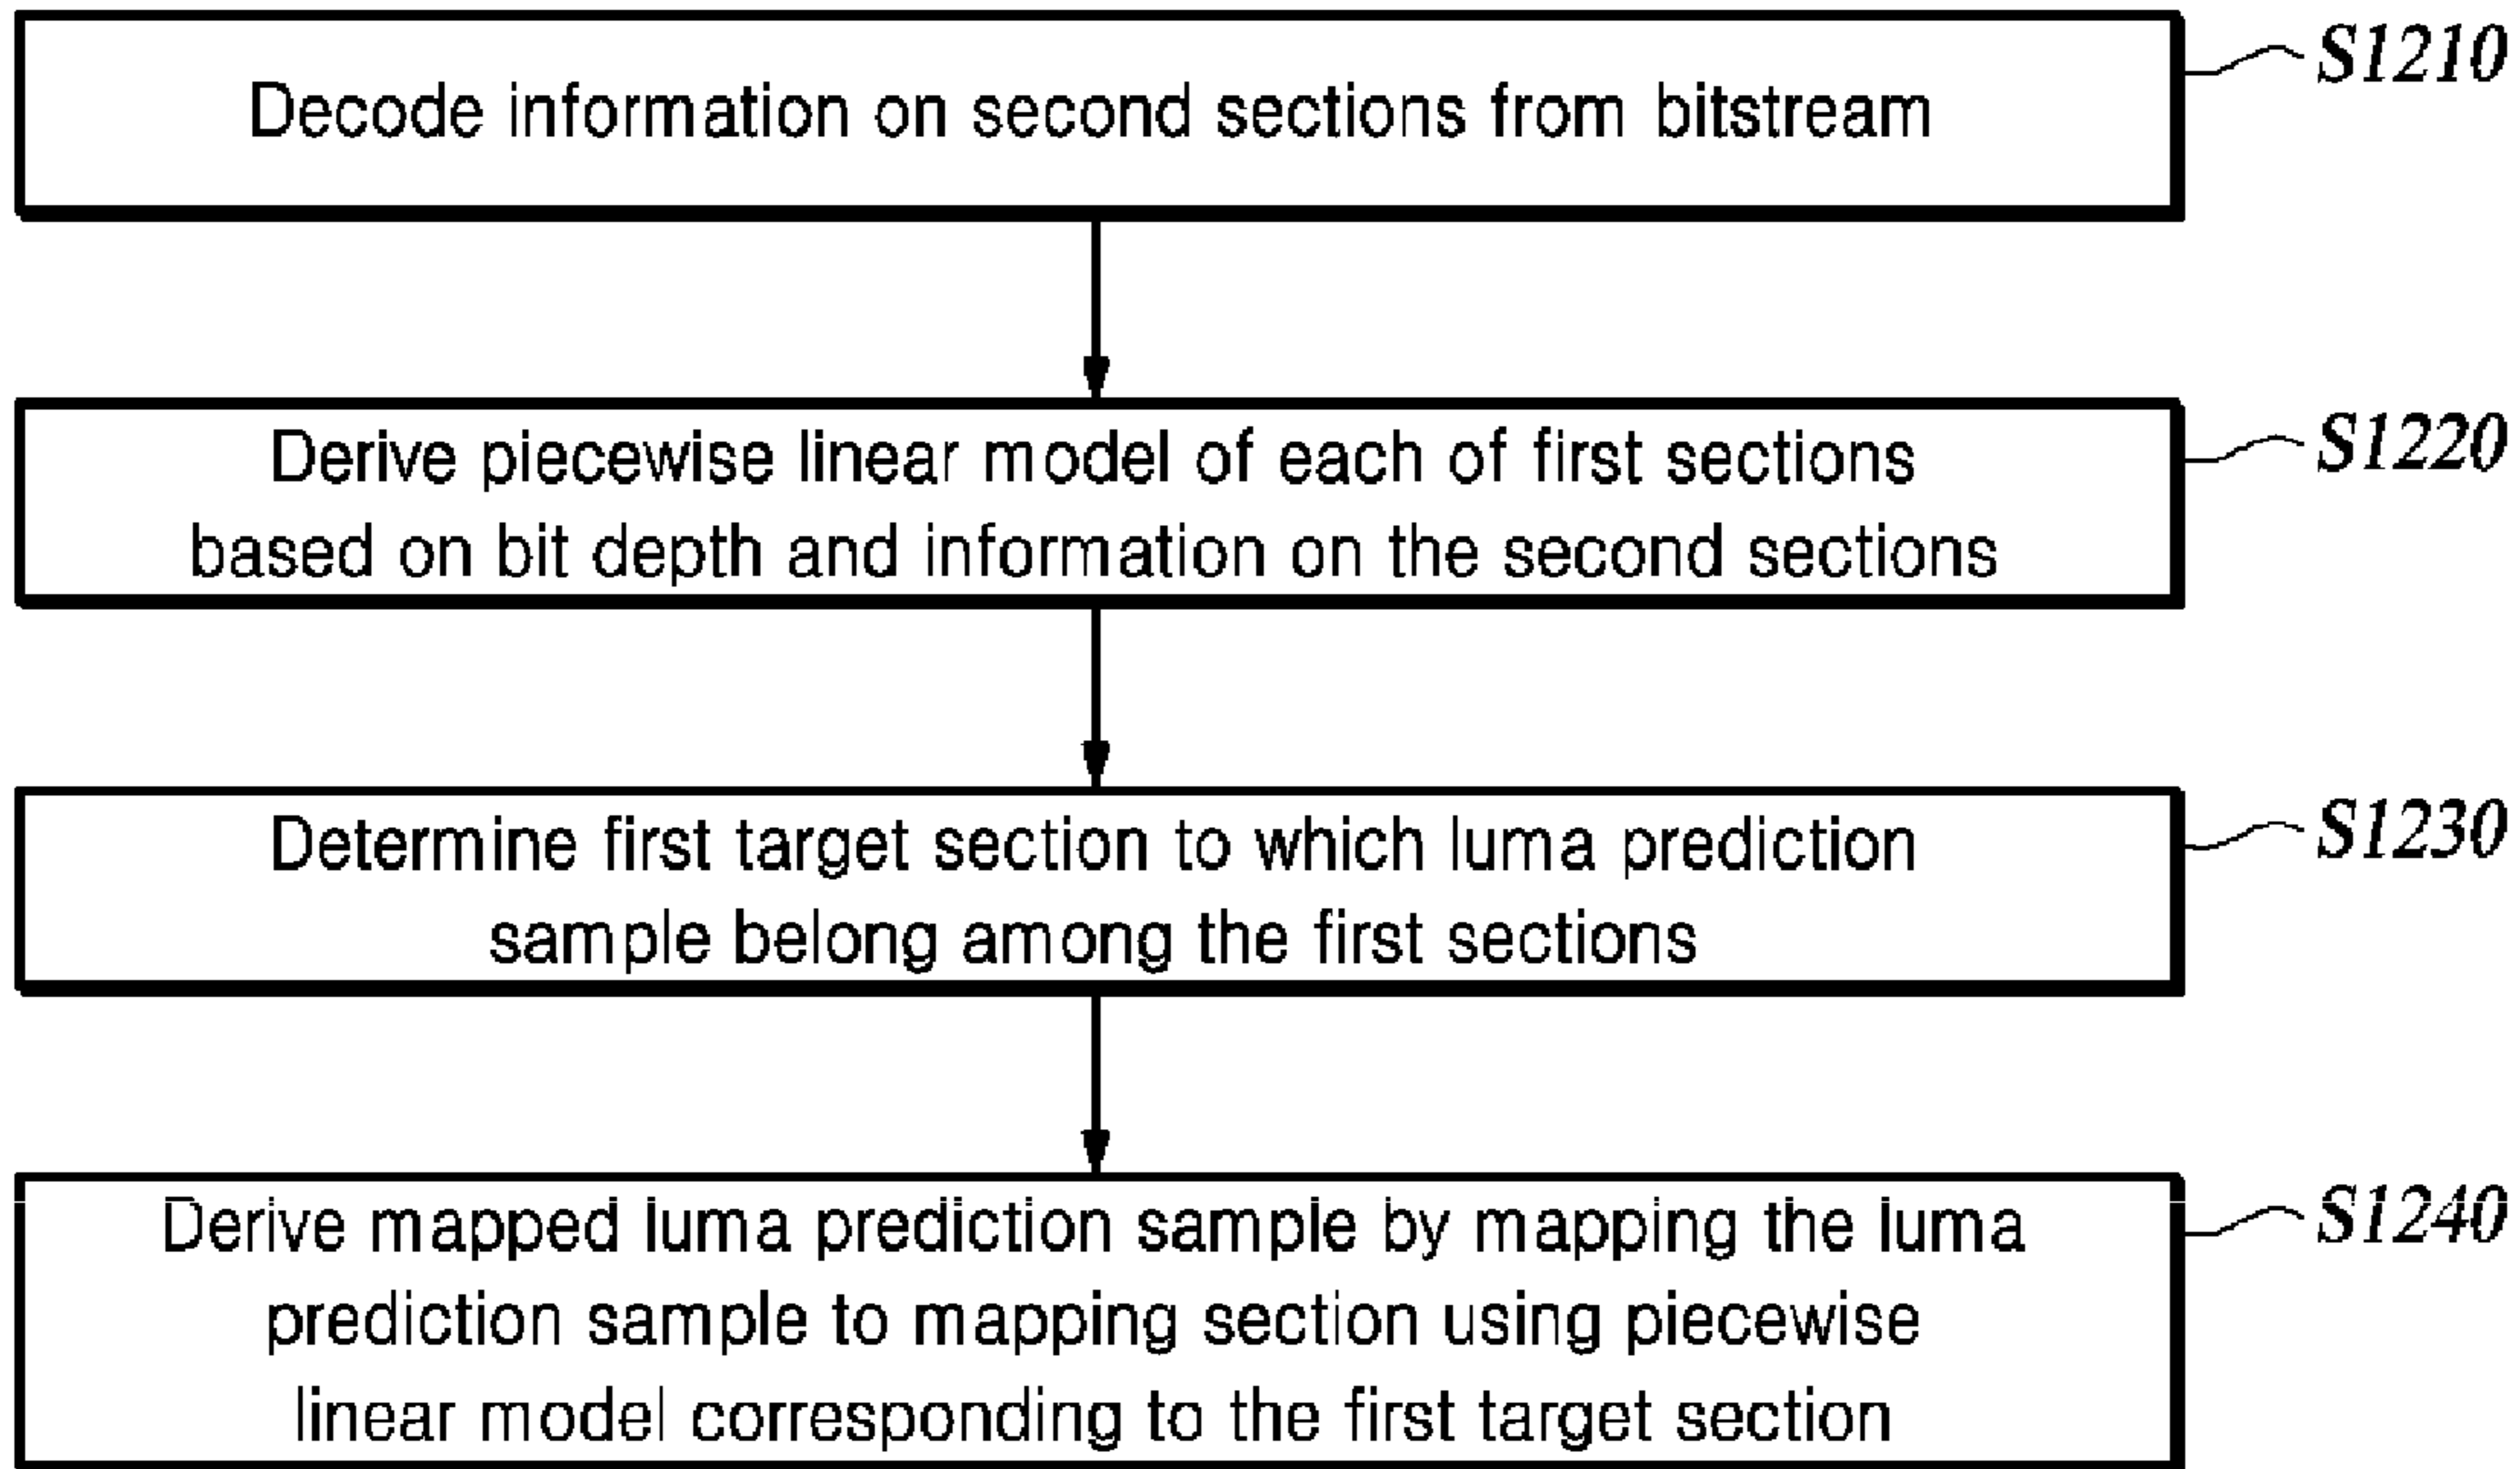 Decode information on second sections from bitstream
S1210
Derive piecewise linear model of each of first sections
based on bit depth and information on the second sections
S1220
Determine first target section to which luma prediction
sample belong among the first sections
S1230
Derive mapped luma prediction sample by mapping the luma
prediction sample to mapping section using piecewise
linear model corresponding to the first target section
S1240